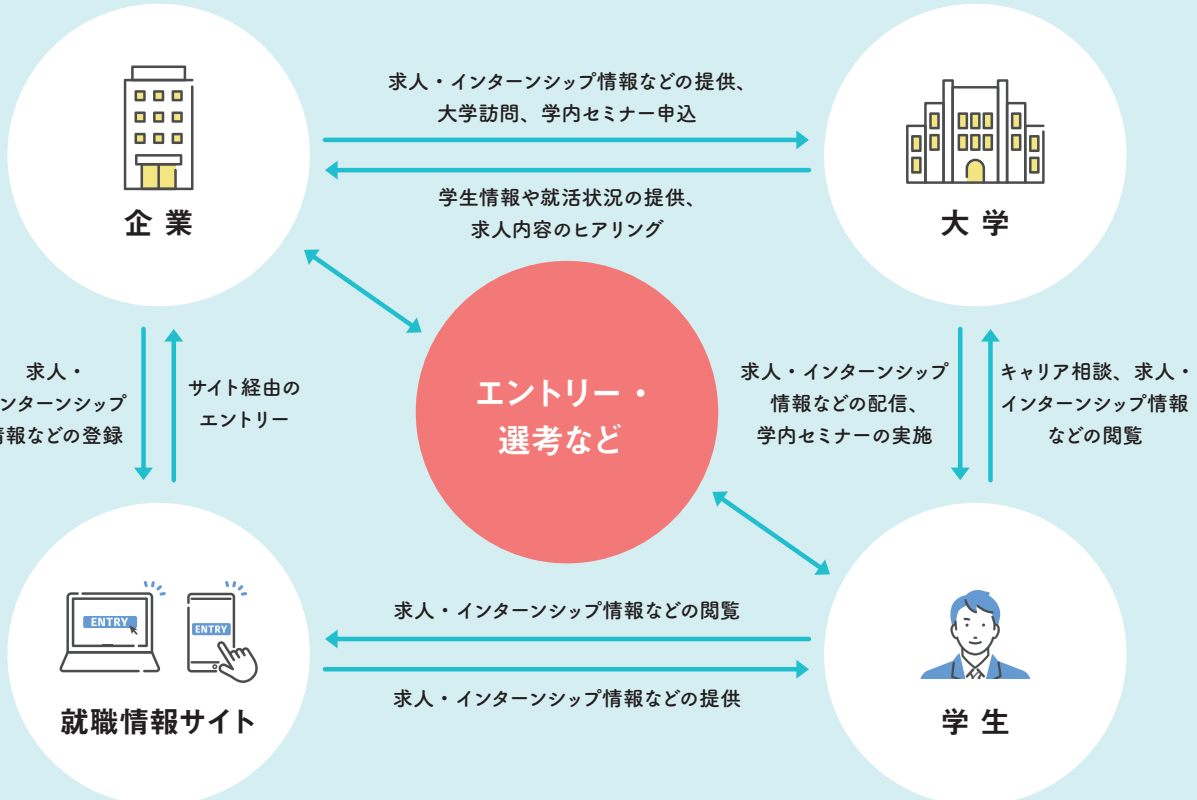 求人・インターンシップ情報などの提供、
大学訪問、学内セミナー申込
企業
大学
学生情報や就活状況の提供、
求人内容のヒアリング
求人・
ンターンシップ
情報などの登録
サイト経由の
エントリー
エントリー・
選考など
求人・インターンシップ
情報などの配信、
学内セミナーの実施
キャリア相談、求人・
インターンシップ情報
などの閲覧
求人・インターンシップ情報などの閲覧
ENTRY
ENTRY
求人・インターンシップ情報などの提供
就職情報サイト
学生